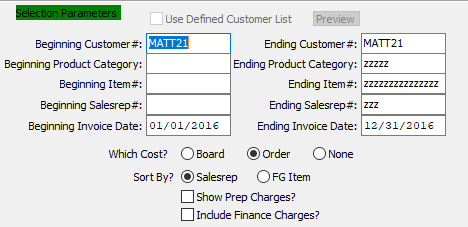 Selection Parameters Use Defined Customer List Preview
Beginning Customer#: MATT21 Ending Customer#: MATT21
Beginning Product Category: Ending Product Category: zzzzz
Beginning Item#: Ending Item#: zzzzzzzzzzzzzzz
Beginning Salesrep#: Ending Salesrep#: zzz
Beginning Invoice Date: 01/01/2016 Ending Invoice Date: 12/31/2016
Which Cost? Board Order None
Sort By? Salesrep FG Item
Show Prep Charges?
Include Finance Charges?